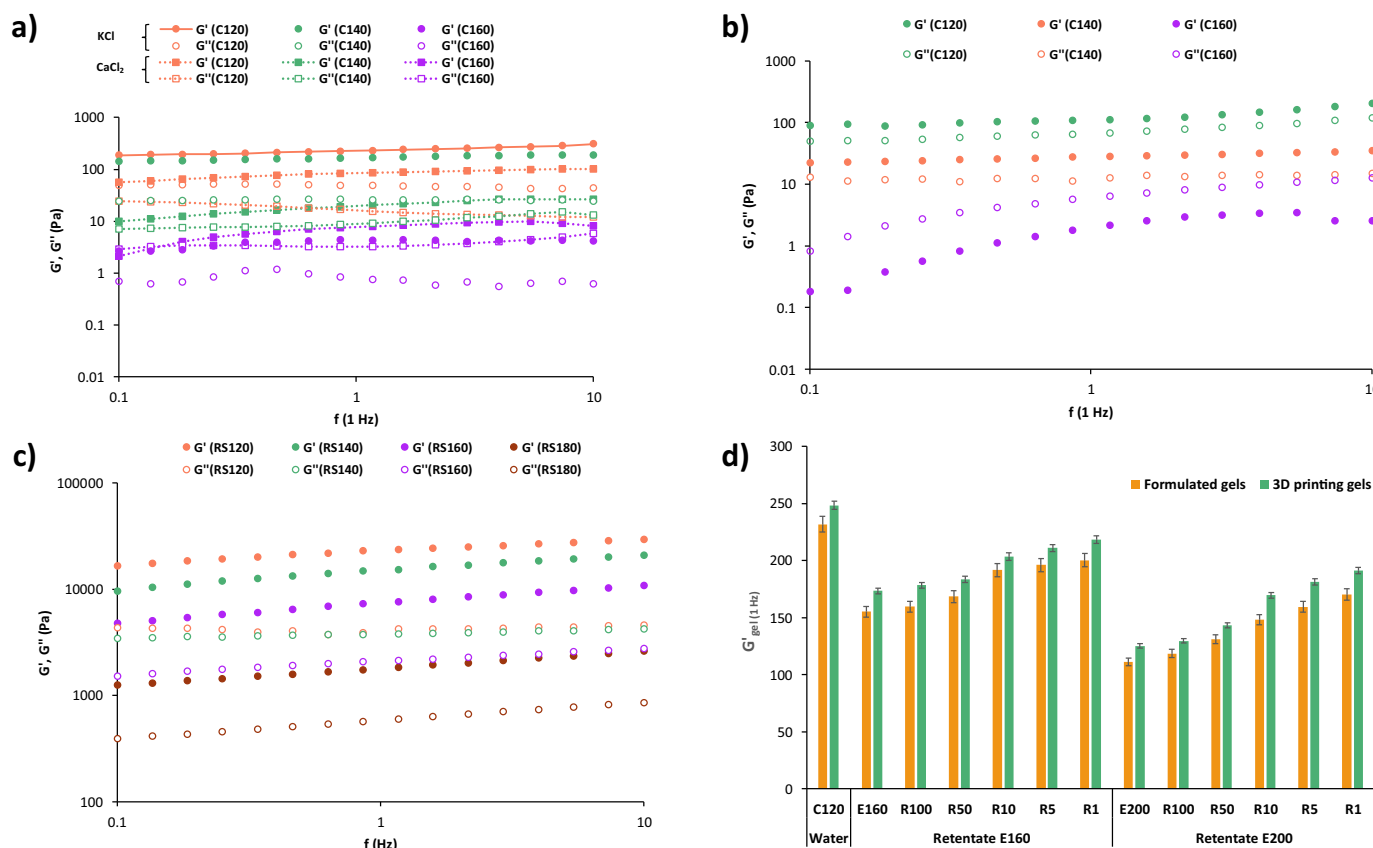 a)
KCl
G' (C120) G' (C140) G' (C160)
G''(C120) G''(C140) G''(C160)
CaCl2
G' (C120) G' (C140) G' (C160)
G''(C120) G''(C140) G''(C160)
1000
100
10
1
0.1
0.01
0.1 1 10
G', G'' (Pa)
f (1 Hz)
b)
G' (C120) G' (C140) G' (C160)
G''(C120) G''(C140) G''(C160)
1000
100
10
1
0.1
0.01
0.1 1 10
G', G'' (Pa)
f (1 Hz)
c)
G' (RS120) G' (RS140) G' (RS160) G' (RS180)
G''(RS120) G''(RS140) G''(RS160) G''(RS180)
100000
10000
1000
100
0.1 1 10
G', G'' (Pa)
f (Hz)
d)
Formulated gels 3D printing gels
300
250
200
150
100
50
0
G'gel (1 Hz)
C120 E160 R100 R50 R10 R5 R1 E200 R100 R50 R10 R5 R1
Water Retentate E160 Retentate E200